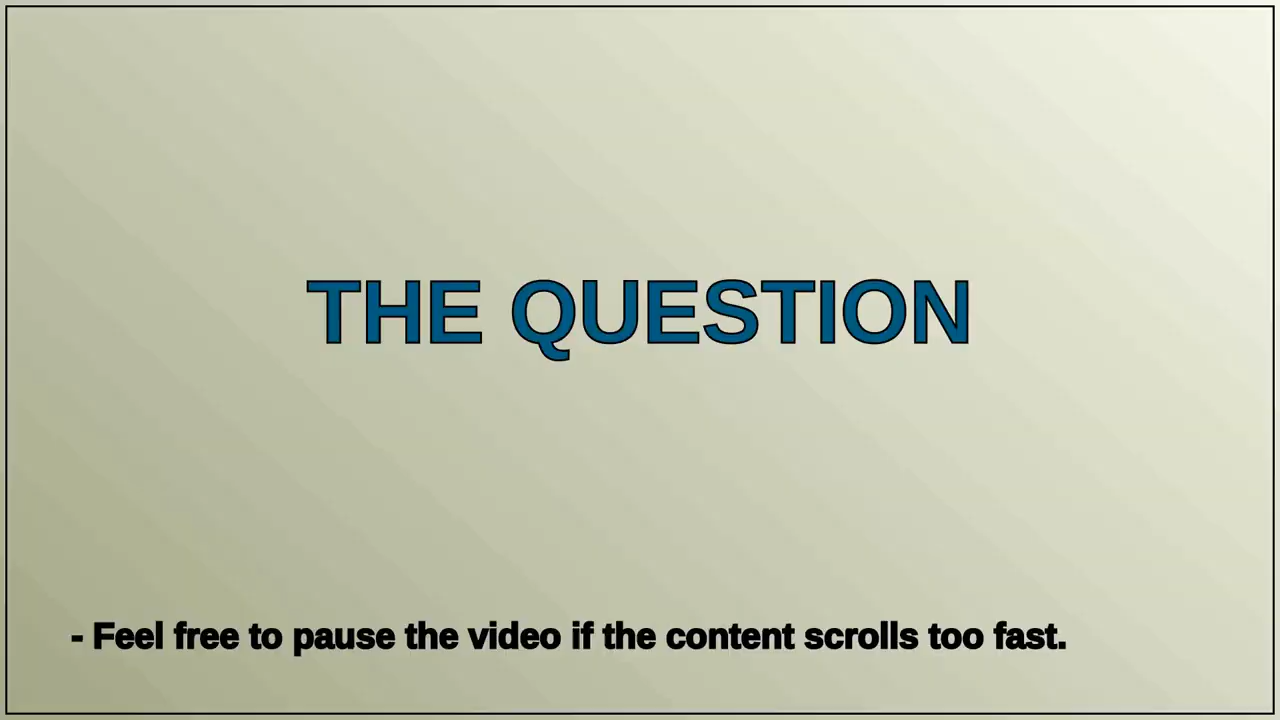 THE QUESTION
- Feel free to pause the video if the content scrolls too fast.